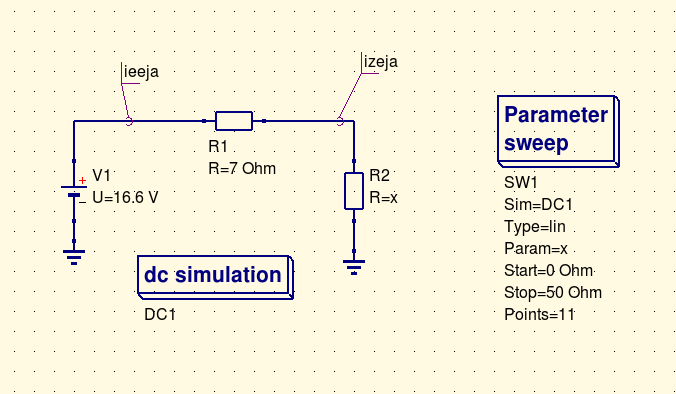 ieeja
izeja
R1
R=7 Ohm
+
V1
U=16.6 V
−
R2
R=x
dc simulation
DC1
Parameter
sweep
SW1
Sim=DC1
Type=lin
Param=x
Start=0 Ohm
Stop=50 Ohm
Points=11